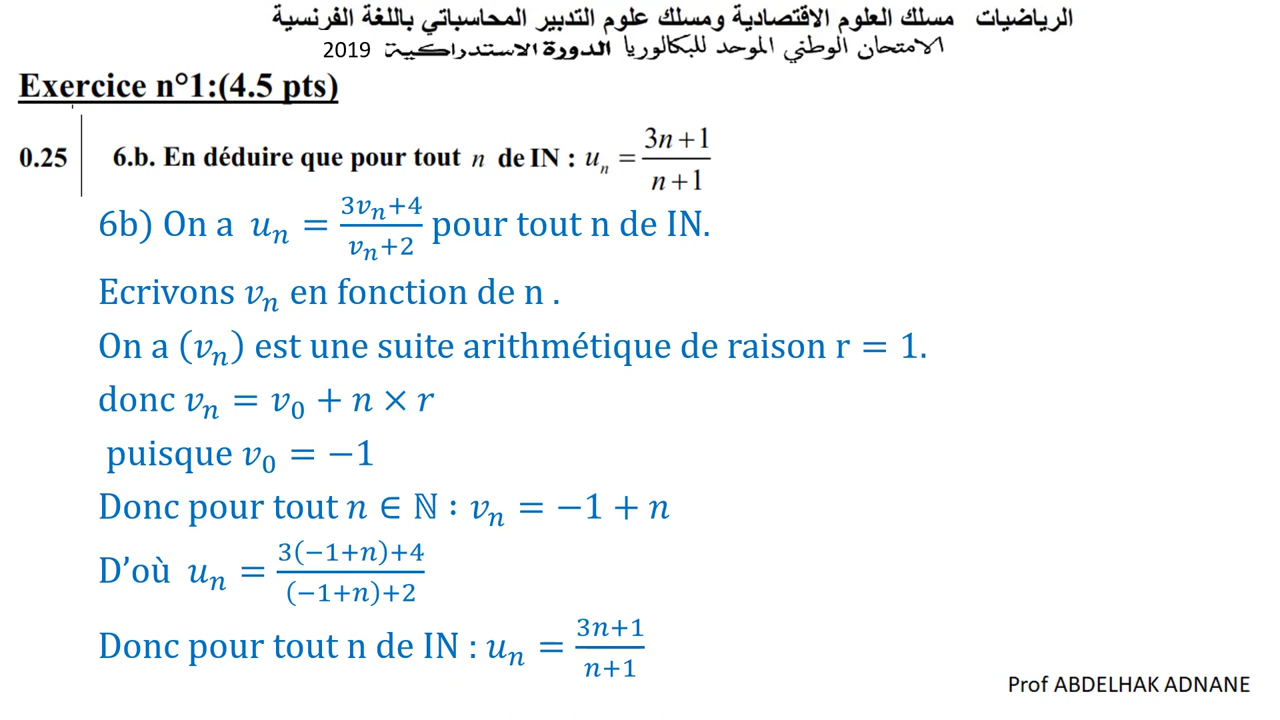 الرياضيات مسلك العلوم الاقتصادية ومسلك علوم التدبير المحاسباتي باللغة الفرنسية
الامتحان الوطني الموحد للبكالوريا الدورة الاستدراكية 2019
Exercice n°1:(4.5 pts)
0.25 6.b. En déduire que pour tout n de IN : u_n = \frac{3n+1}{n+1}
6b) On a u_n = \frac{3v_n+4}{v_n+2} pour tout n de IN.
Ecrivons v_n en fonction de n .
On a (v_n) est une suite arithmétique de raison r = 1.
donc v_n = v_0 + n × r
puisque v_0 = −1
Donc pour tout n ∈ ℕ : v_n = −1 + n
D’où u_n = \frac{3(−1+n)+4}{(−1+n)+2}
Donc pour tout n de IN : u_n = \frac{3n+1}{n+1}
Prof ABDELHAK ADNANE